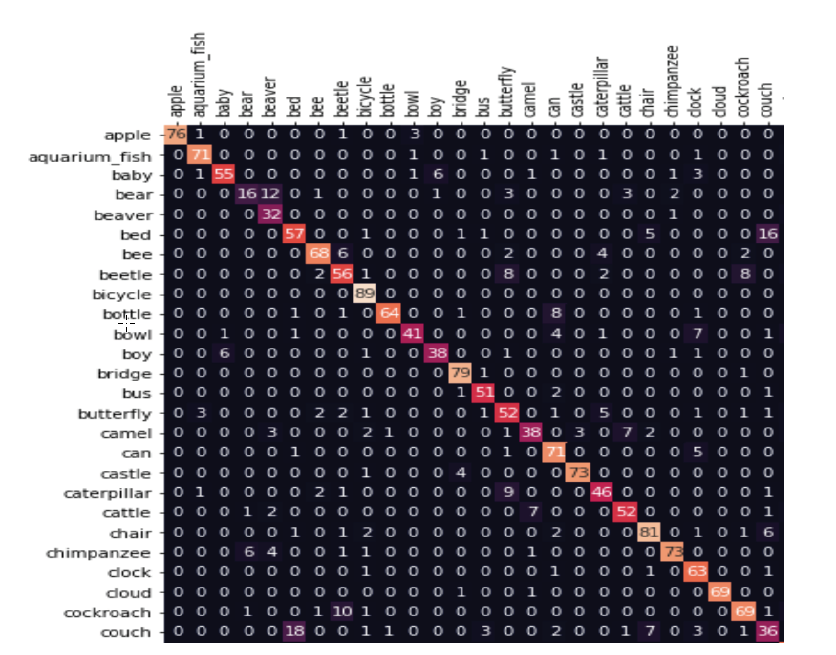 apple aquarium_fish baby bear beaver bed bee beetle bicycle bottle bowl boy bridge bus butterfly camel can castle caterpillar cattle chair chimpanzee clock cloud cockroach couch
apple 76 1 0 0 0 0 0 1 0 0 3 0 0 0 0 0 0 0 0 0 0 0 0 0 0 0
aquarium_fish 0 71 0 0 0 0 0 0 0 0 1 0 0 1 0 0 1 0 1 0 0 0 1 0 0 0
baby 0 1 55 0 0 0 0 0 0 0 1 6 0 0 0 1 0 0 0 0 0 1 3 0 0 0
bear 0 0 0 16 12 0 1 0 0 0 0 1 0 0 3 0 0 0 0 3 0 2 0 0 0 0
beaver 0 0 0 0 32 0 0 0 0 0 0 0 0 0 0 0 0 0 0 0 0 1 0 0 0 0
bed 0 0 0 0 0 57 0 0 1 0 0 0 1 1 0 0 0 0 0 0 5 0 0 0 0 16
bee 0 0 0 0 0 0 68 6 0 0 0 0 0 0 2 0 0 0 4 0 0 0 0 0 2 0
beetle 0 0 0 0 0 0 2 56 1 0 0 0 0 0 8 0 0 0 2 0 0 0 0 0 8 0
bicycle 0 0 0 0 0 0 0 0 89 0 0 0 0 0 0 0 0 0 0 0 0 0 0 0 0 0
bottle 0 0 0 0 0 1 0 1 0 64 0 0 1 0 0 0 8 0 0 0 0 0 1 0 0 0
bowl 0 0 1 0 0 1 0 0 0 0 41 0 0 0 0 0 4 0 1 0 0 0 7 0 0 1
boy 0 0 6 0 0 0 0 0 1 0 0 38 0 0 1 0 0 0 0 0 0 1 1 0 0 0
bridge 0 0 0 0 0 0 0 0 0 0 0 0 79 1 0 0 0 0 0 0 0 0 0 0 1 0
bus 0 0 0 0 0 0 0 0 0 0 0 0 1 51 0 0 2 0 0 0 0 0 0 0 0 1
butterfly 0 3 0 0 0 0 2 2 1 0 0 0 0 1 52 0 1 0 5 0 0 0 1 0 1 1
camel 0 0 0 0 3 0 0 0 2 1 0 0 0 0 1 38 0 3 0 7 2 0 0 0 0 0
can 0 0 0 0 0 1 0 0 0 0 0 0 0 0 1 0 71 0 0 0 0 0 5 0 0 0
castle 0 0 0 0 0 0 0 0 1 0 0 0 4 0 0 0 0 73 0 0 0 0 0 0 0 0
caterpillar 0 1 0 0 0 0 2 1 0 0 0 0 0 0 9 0 0 0 46 0 0 0 0 0 0 1
cattle 0 0 0 1 2 0 0 0 0 0 0 0 0 0 0 7 0 0 0 52 0 0 0 0 0 1
chair 0 0 0 0 0 1 0 1 2 0 0 0 0 0 0 0 2 0 0 0 81 0 1 0 1 6
chimpanzee 0 0 0 6 4 0 0 1 1 0 0 0 0 0 0 1 0 0 0 0 0 73 0 0 0 0
clock 0 0 0 0 0 0 0 0 1 0 0 0 0 0 0 0 1 0 0 0 1 0 63 0 0 1
cloud 0 0 0 0 0 0 0 0 0 0 0 0 1 0 0 1 0 0 0 0 0 0 0 69 0 0
cockroach 0 0 0 1 0 0 1 10 1 0 0 0 0 0 0 0 0 0 0 0 0 0 0 0 69 1
couch 0 0 0 0 0 18 0 0 1 1 0 0 0 3 0 0 2 0 0 1 7 0 3 0 1 36